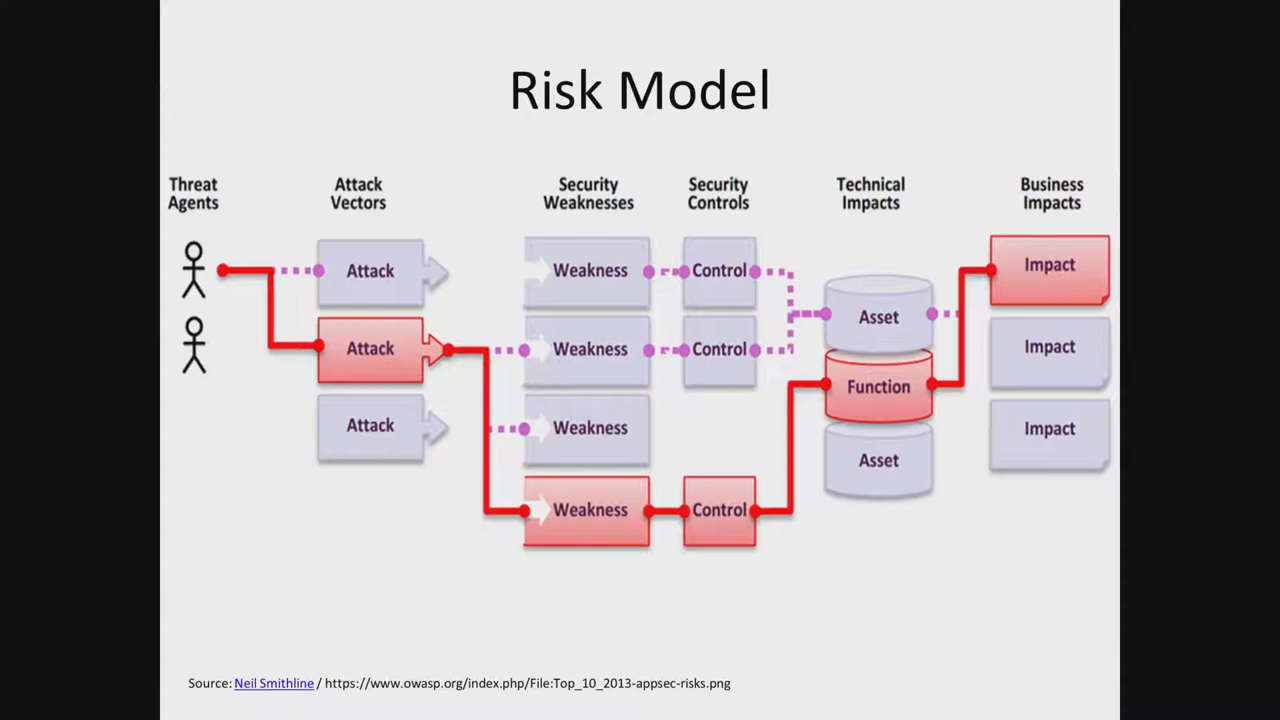 Risk Model
Threat
Agents
Attack
Vectors
Security
Weaknesses
Security
Controls
Technical
Impacts
Business
Impacts
Attack
Weakness
Control
Asset
Impact
Attack
Weakness
Control
Function
Impact
Attack
Weakness
Asset
Impact
Weakness
Control
Source: Neil Smithline / https://www.owasp.org/index.php/File:Top_10_2013-appsec-risks.png